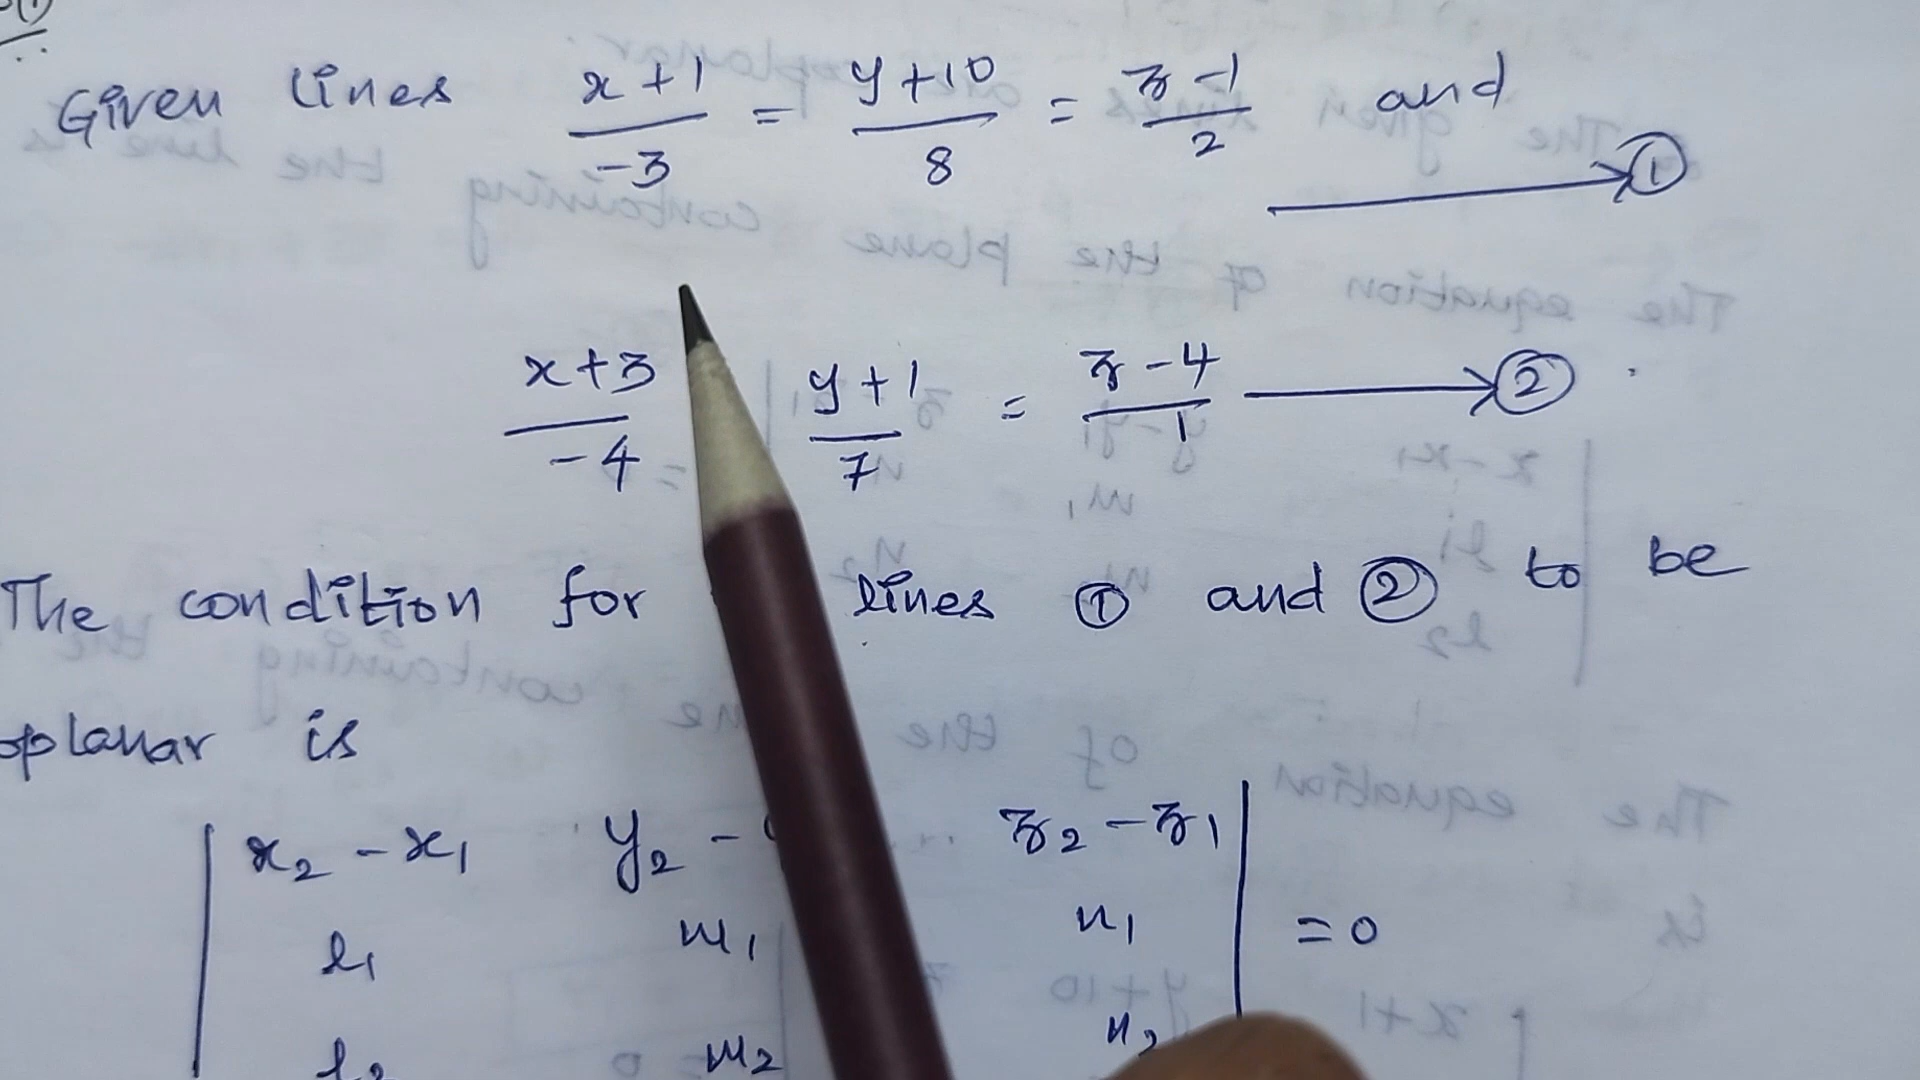 Given lines x+1/-3 = y+10/8 = z-1/2 and → ①
x+3/-4 y+1/7 = z-4/1 → ②
The condition for lines ① and ② to be
oplanar is
| x₂-x₁ y₂- z₂-z₁ |
| l₁ m₁ n₁ | =0
l₂ m₂ n₂